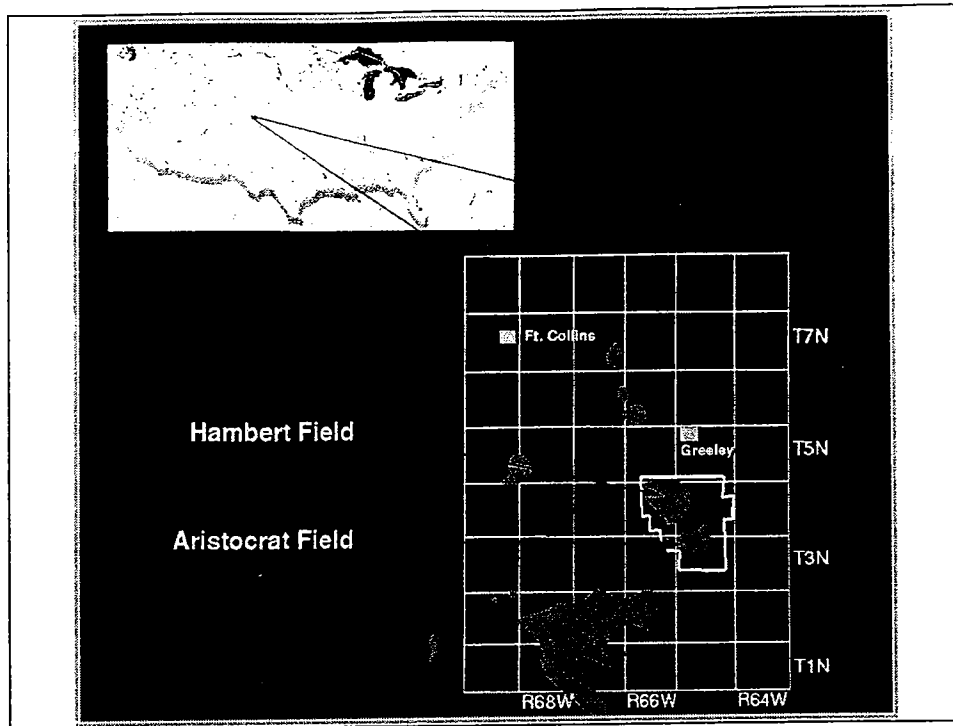 Ft. Collins
T7N
Hambert Field
Greeley
T5N
Aristocrat Field
T3N
T1N
R68W
R66W
R64W